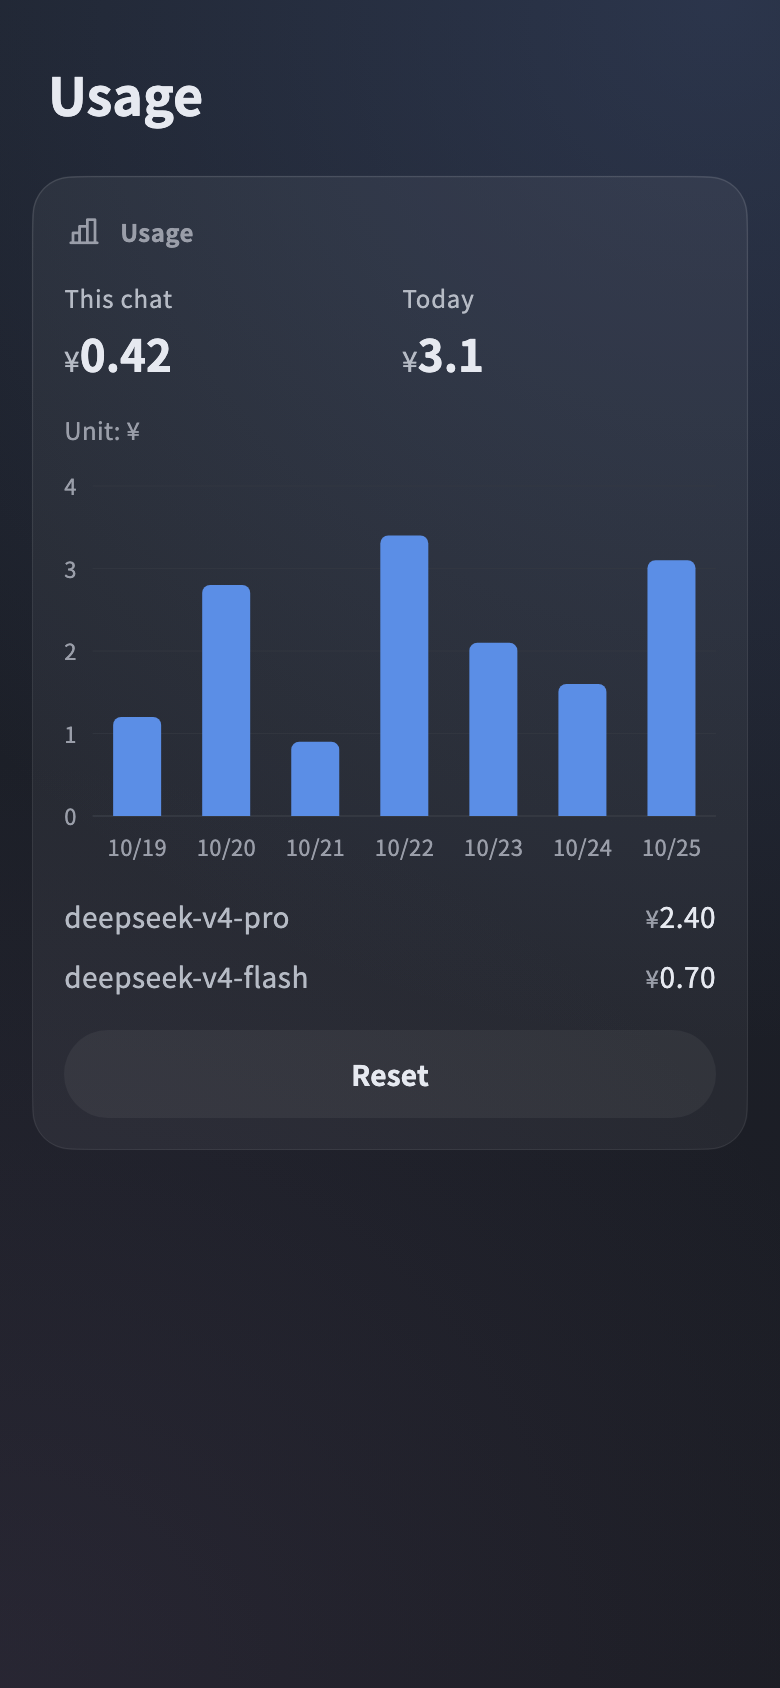 Usage
Usage
This chat
Today
¥0.42
¥3.1
Unit: ¥
4
3
2
1
0
10/19 10/20 10/21 10/22 10/23 10/24 10/25
deepseek-v4-pro ¥2.40
deepseek-v4-flash ¥0.70
Reset